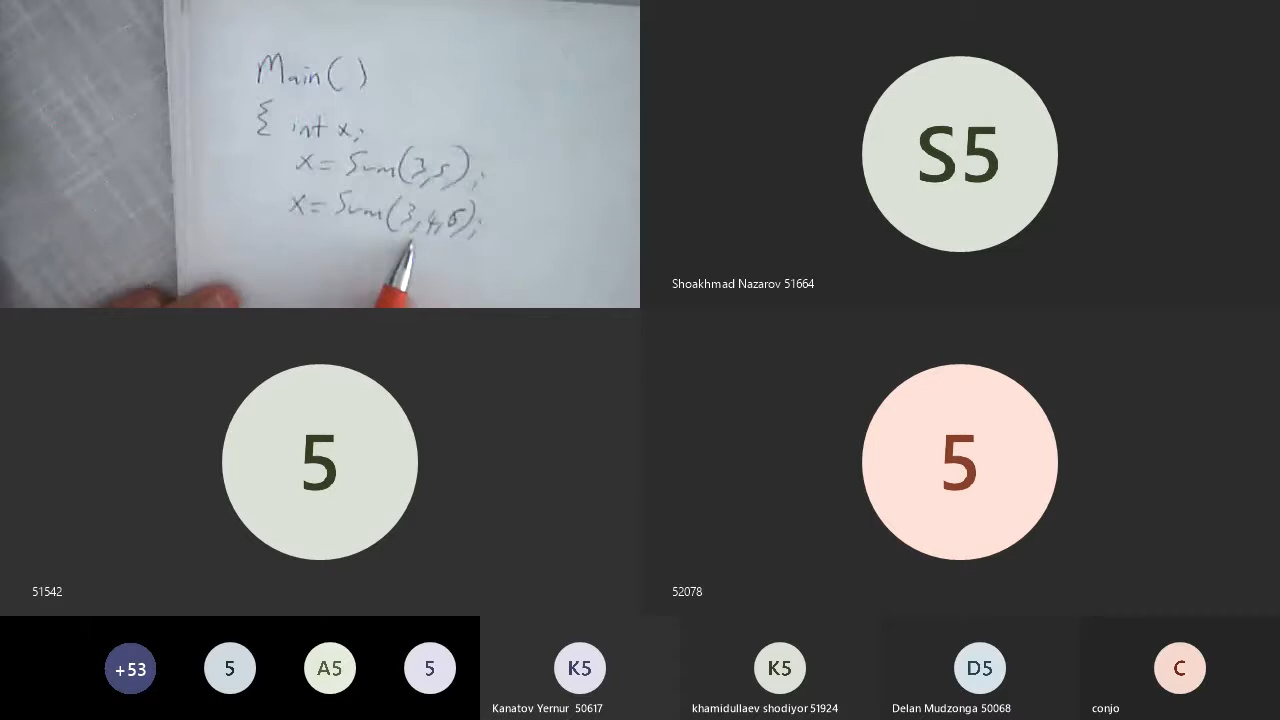 Main( )
{ int x;
x = Sum(3,5);
x = Sum(3,4,6);
S5
Shoakhmad Nazarov 51664
5
51542
5
52078
+53
5
A5
5
K5
Kanatov Yernur 50617
K5
khamidullaev shodiyor 51924
D5
Delan Mudzonga 50068
C
conjo